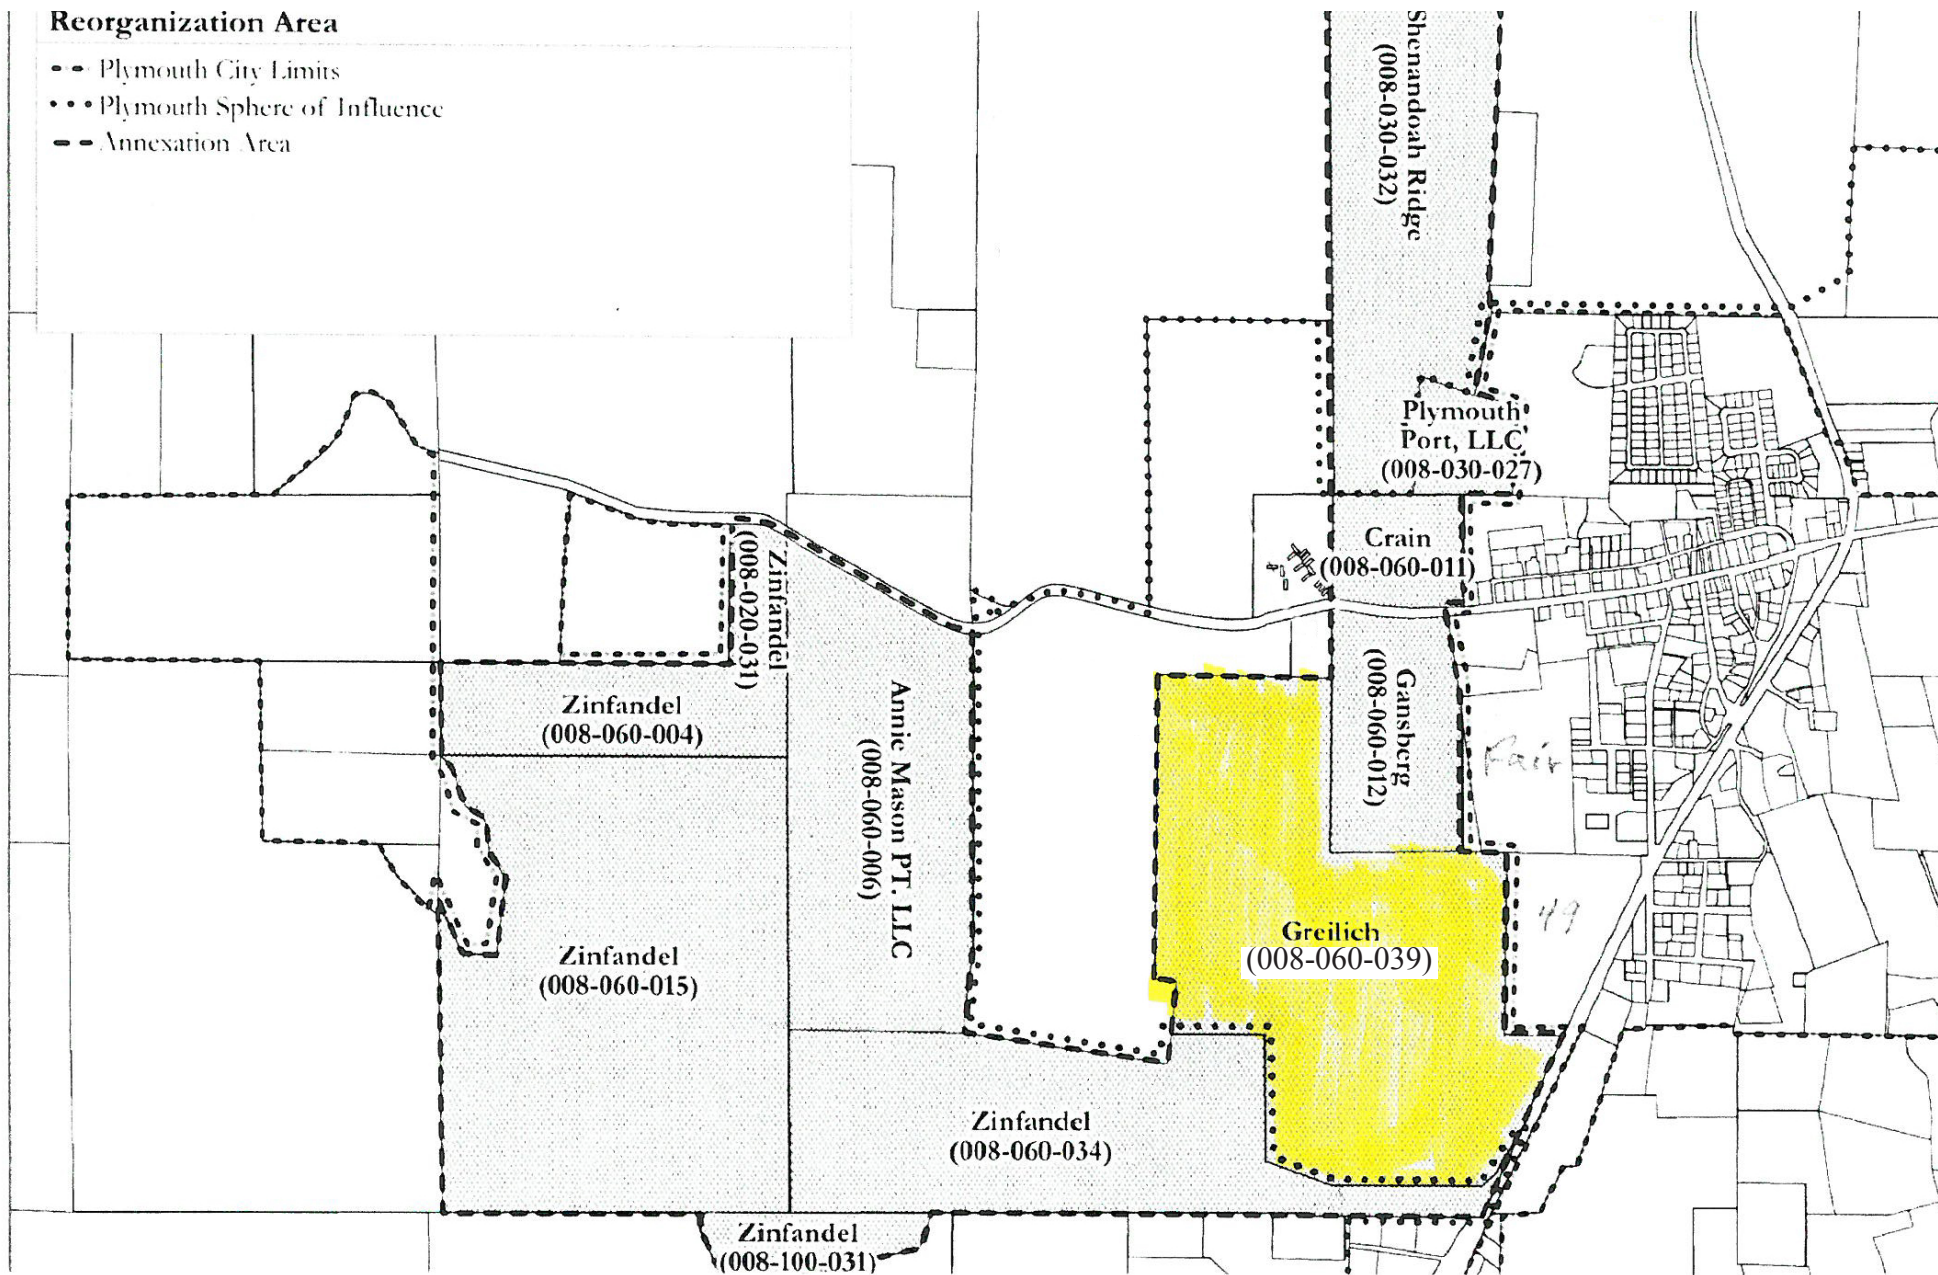 Reorganization Area
Plymouth City Limits
Plymouth Sphere of Influence
Annexation Area
Shenandoah Ridge
(008-030-032)
Plymouth
Port, LLC
(008-030-027)
Crain
(008-060-011)
Zinfandel
(008-020-031)
Zinfandel
(008-060-004)
Annie Mason PT. LLC
(008-060-006)
Gansberg
(008-060-012)
Fair
Greilich
(008-060-039)
49
Zinfandel
(008-060-015)
Zinfandel
(008-060-034)
Zinfandel
(008-100-031)